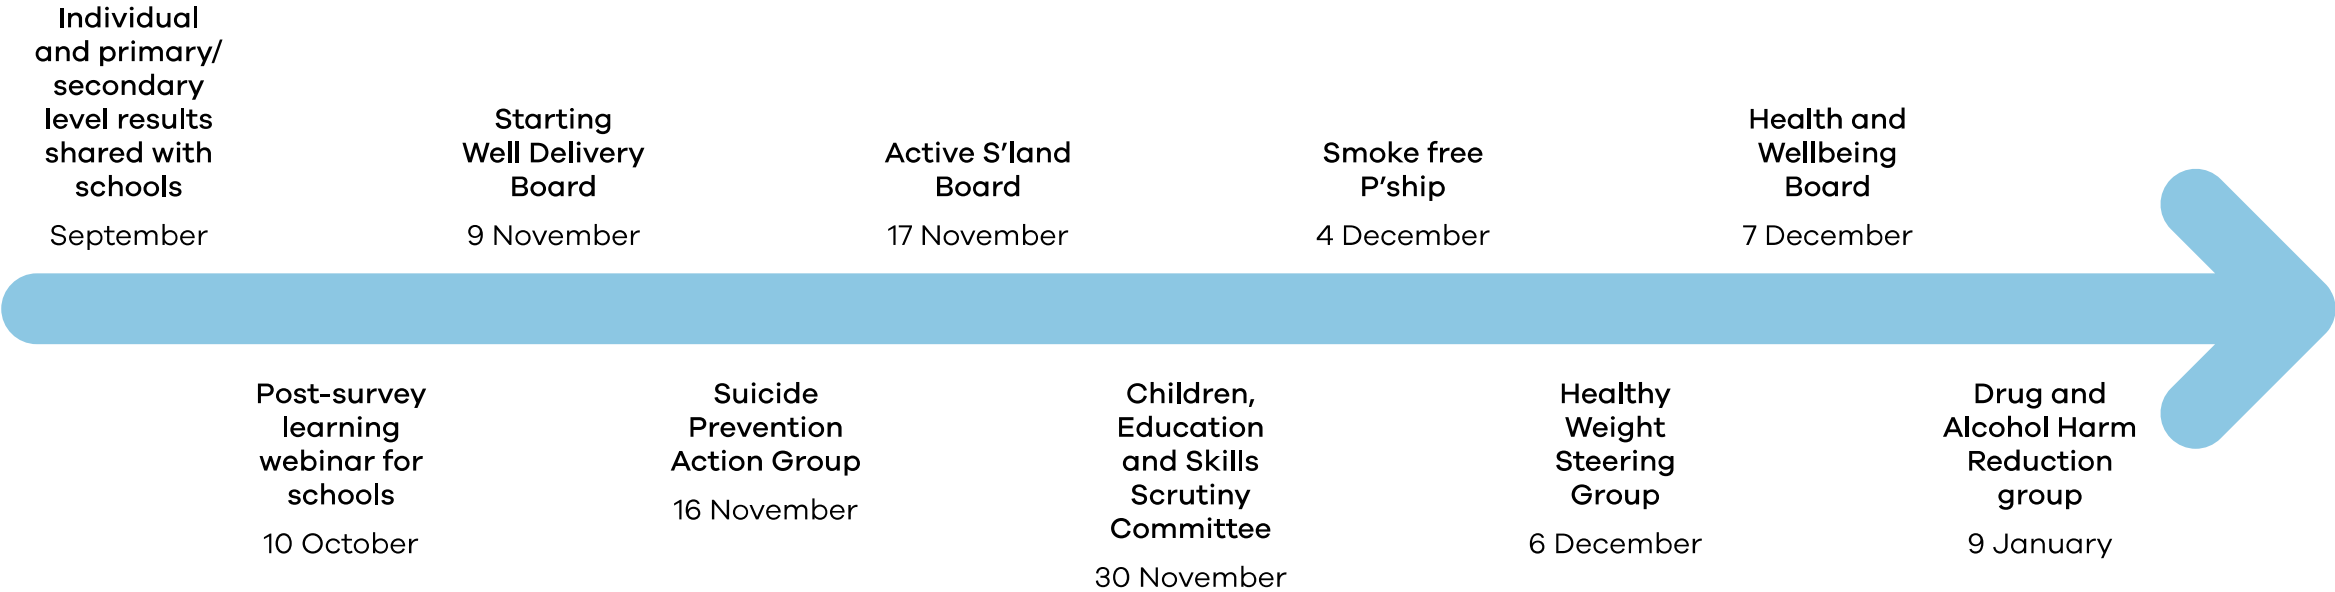 Individual
and primary/
secondary
level results
shared with
schools
September
Post-survey
learning
webinar for
schools
10 October
Starting
Well Delivery
Board
9 November
Suicide
Prevention
Action Group
16 November
Active S'land
Board
17 November
Children,
Education
and Skills
Scrutiny
Committee
30 November
Smoke free
P'ship
4 December
Healthy
Weight
Steering
Group
6 December
Health and
Wellbeing
Board
7 December
Drug and
Alcohol Harm
Reduction
group
9 January